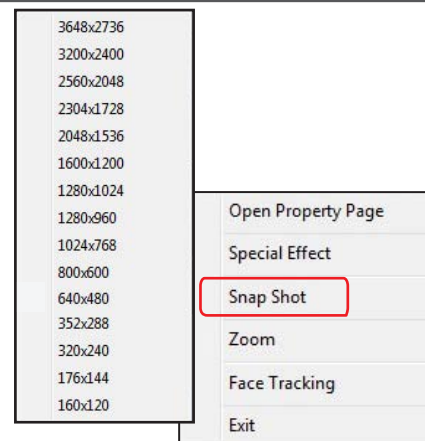 3648x2736
3200x2400
2560x2048
2304x1728
2048x1536
1600x1200
1280x1024
1280x960
1024x768
800x600
640x480
352x288
320x240
176x144
160x120
Open Property Page
Special Effect
Snap Shot
Zoom
Face Tracking
Exit